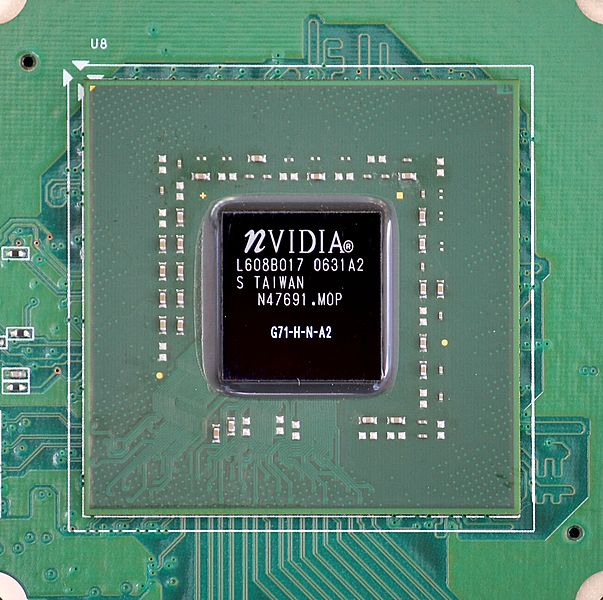 U8
nVIDIA®
L608B017 0631A2
S TAIWAN
N47691.M0P
G71-H-N-A2